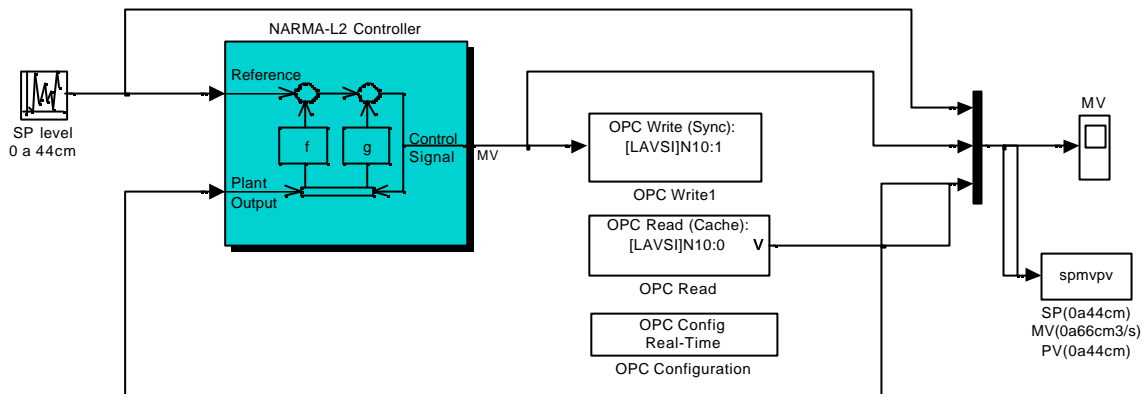 NARMA-L2 Controller
Reference
SP level
0 a 44cm
f
g
Control
Signal
MV
Plant
Output
OPC Write (Sync):
[LAVSI]N10:1
OPC Write1
OPC Read (Cache):
[LAVSI]N10:0
V
OPC Read
OPC Config
Real-Time
OPC Configuration
MV
spmvpv
SP(0a44cm)
MV(0a66cm3/s)
PV(0a44cm)